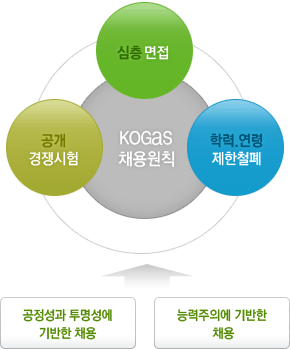 심층면접
공개
경쟁시험
KOGas
채용원칙
학력.연령
제한철폐
공정성과 투명성에
기반한 채용
능력주의에 기반한
채용